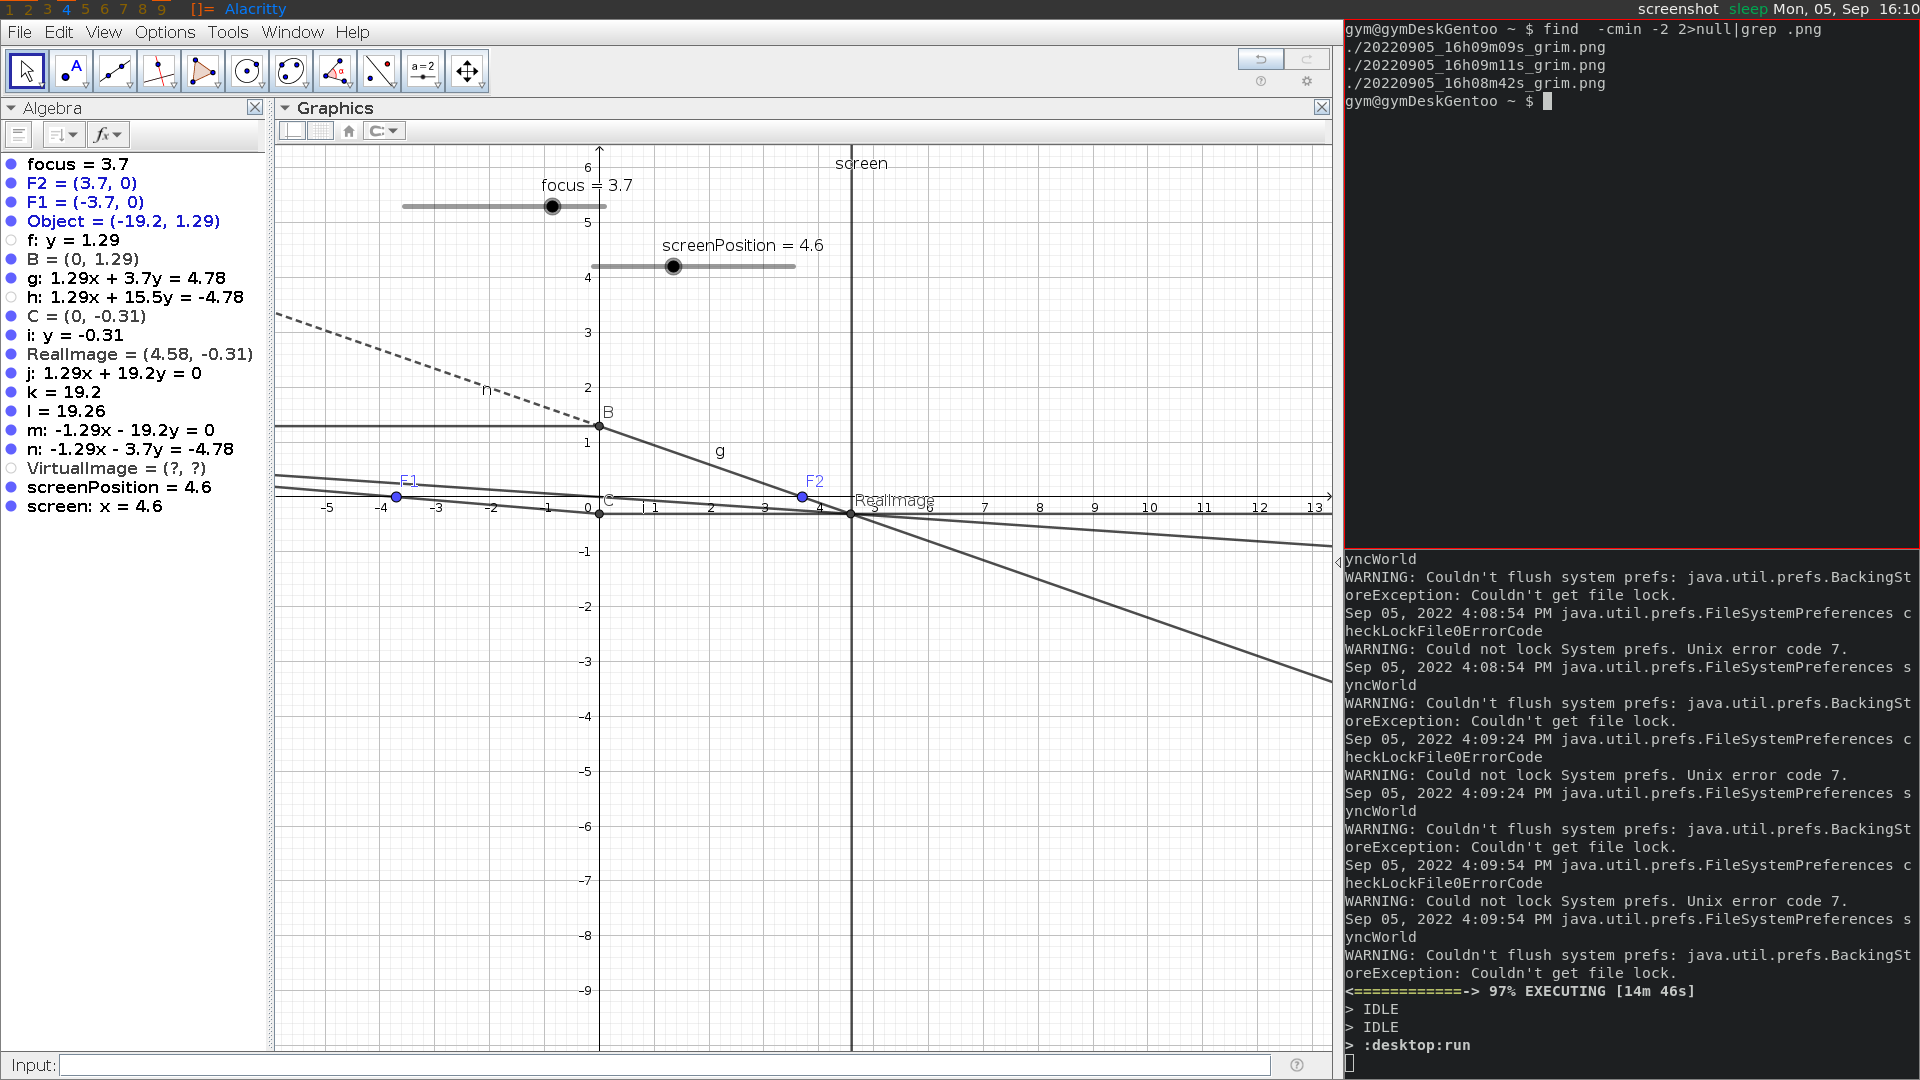 1 2 3 4 5 6 7 8 9 []= Alacritty
screenshot sleep Mon, 05, Sep 16:10
File Edit View Options Tools Window Help
A
α
a=2
Algebra
Graphics
fx
focus = 3.7
F2 = (3.7, 0)
F1 = (-3.7, 0)
Object = (-19.2, 1.29)
f: y = 1.29
B = (0, 1.29)
g: 1.29x + 3.7y = 4.78
h: 1.29x + 15.5y = -4.78
C = (0, -0.31)
i: y = -0.31
RealImage = (4.58, -0.31)
j: 1.29x + 19.2y = 0
k = 19.2
l = 19.26
m: -1.29x - 19.2y = 0
n: -1.29x - 3.7y = -4.78
VirtualImage = (?, ?)
screenPosition = 4.6
screen: x = 4.6
screen
focus = 3.7
screenPosition = 4.6
6
5
4
3
2
1
n
B
g
F1
F2
C
RealImage
-5 -4 -3 -2 -1 0 1 2 3 4 5 6 7 8 9 10 11 12 13
-1
-2
-3
-4
-5
-6
-7
-8
-9
Input:
gym@gymDeskGentoo ~ $ find  -cmin -2 2>null|grep .png
./20220905_16h09m09s_grim.png
./20220905_16h09m11s_grim.png
./20220905_16h08m42s_grim.png
gym@gymDeskGentoo ~ $
yncWorld
WARNING: Couldn't flush system prefs: java.util.prefs.BackingSt
oreException: Couldn't get file lock.
Sep 05, 2022 4:08:54 PM java.util.prefs.FileSystemPreferences c
heckLockFile0ErrorCode
WARNING: Could not lock System prefs. Unix error code 7.
Sep 05, 2022 4:08:54 PM java.util.prefs.FileSystemPreferences s
yncWorld
WARNING: Couldn't flush system prefs: java.util.prefs.BackingSt
oreException: Couldn't get file lock.
Sep 05, 2022 4:09:24 PM java.util.prefs.FileSystemPreferences c
heckLockFile0ErrorCode
WARNING: Could not lock System prefs. Unix error code 7.
Sep 05, 2022 4:09:24 PM java.util.prefs.FileSystemPreferences s
yncWorld
WARNING: Couldn't flush system prefs: java.util.prefs.BackingSt
oreException: Couldn't get file lock.
Sep 05, 2022 4:09:54 PM java.util.prefs.FileSystemPreferences c
heckLockFile0ErrorCode
WARNING: Could not lock System prefs. Unix error code 7.
Sep 05, 2022 4:09:54 PM java.util.prefs.FileSystemPreferences s
yncWorld
WARNING: Couldn't flush system prefs: java.util.prefs.BackingSt
oreException: Couldn't get file lock.
<============-> 97% EXECUTING [14m 46s]
> IDLE
> IDLE
> :desktop:run